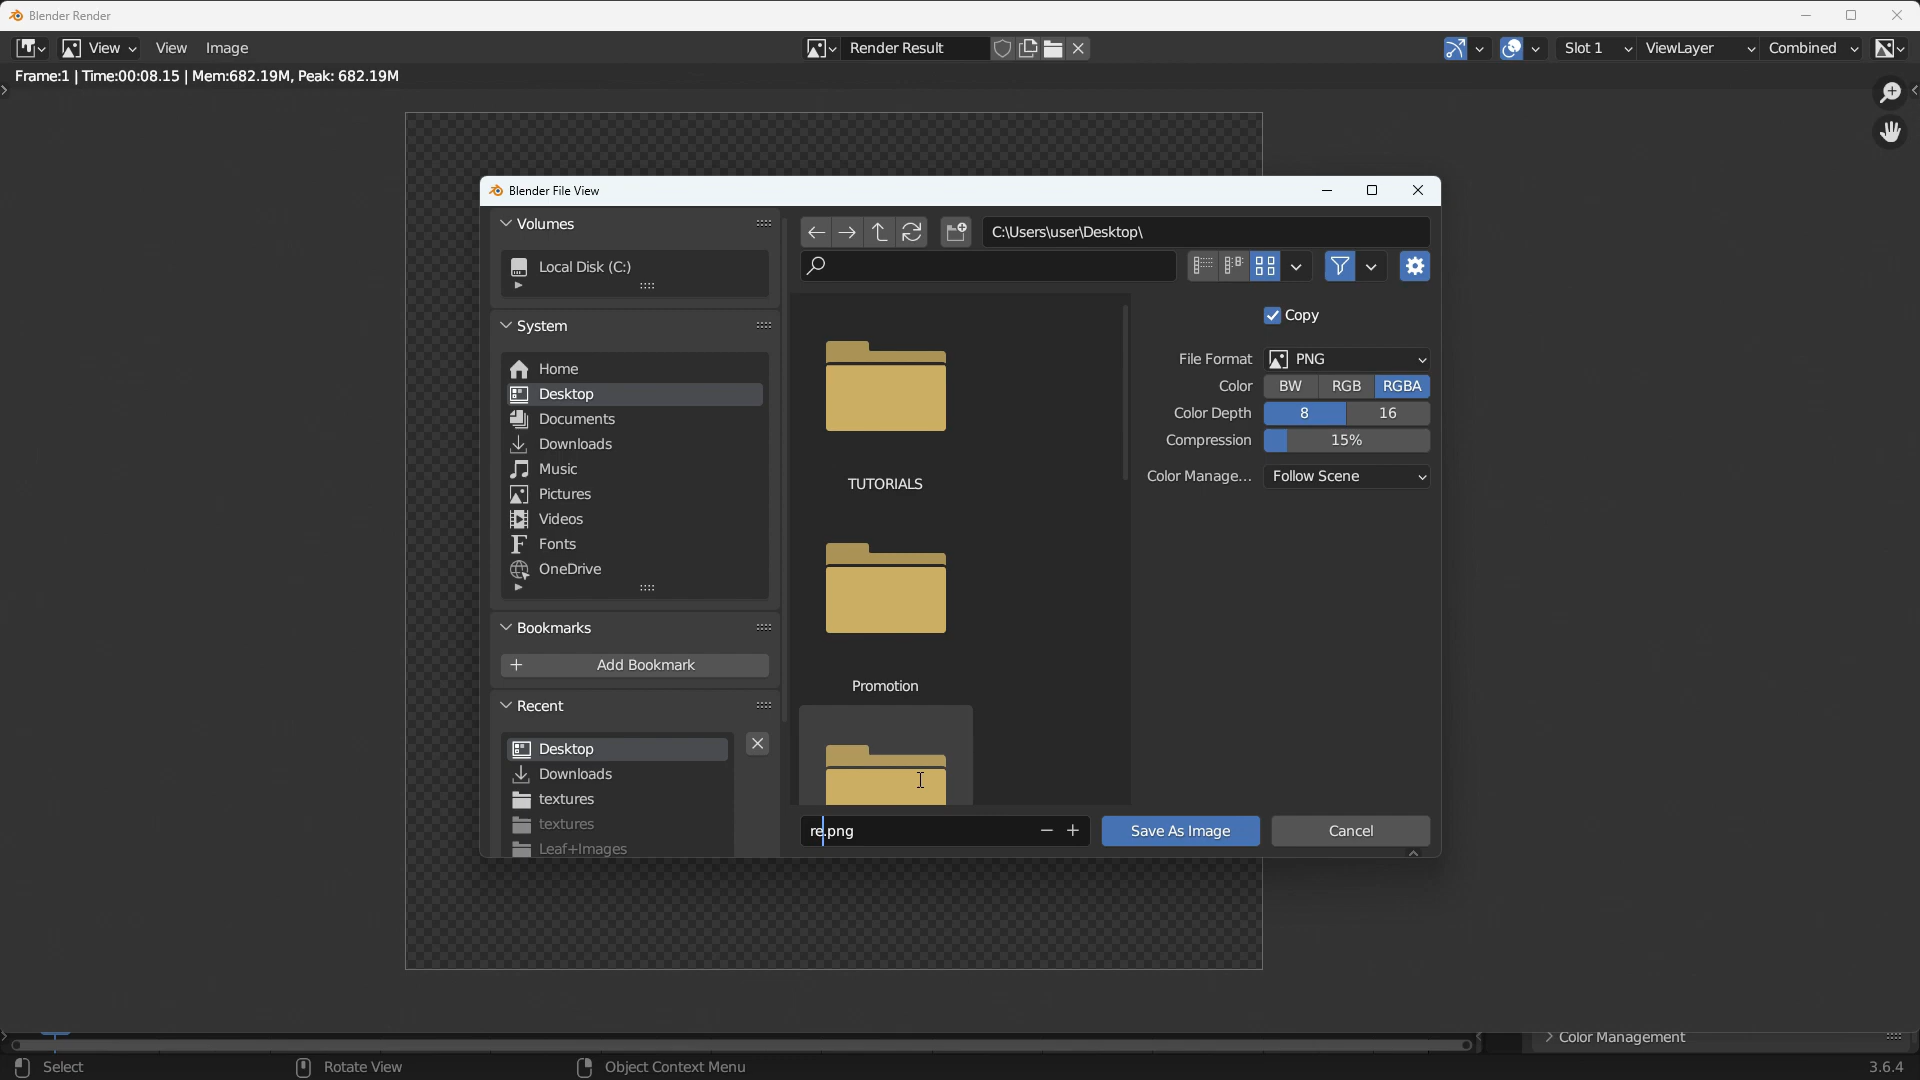 Blender Render
View View Image Render Result Slot 1 ViewLayer Combined
Frame:1 | Time:00:08.15 | Mem:682.19M, Peak: 682.19M
Blender File View
Volumes
Local Disk (C:)
System
Home
Desktop
Documents
Downloads
Music
Pictures
Videos
Fonts
OneDrive
Bookmarks
Add Bookmark
Recent
Desktop
Downloads
textures
textures
Leaf+Images
C:\Users\user\Desktop\
TUTORIALS
Promotion
Copy
File Format PNG
Color BW RGB RGBA
Color Depth 8 16
Compression 15%
Color Manage... Follow Scene
re.png Save As Image Cancel
Color Management
Select Rotate View Object Context Menu 3.6.4